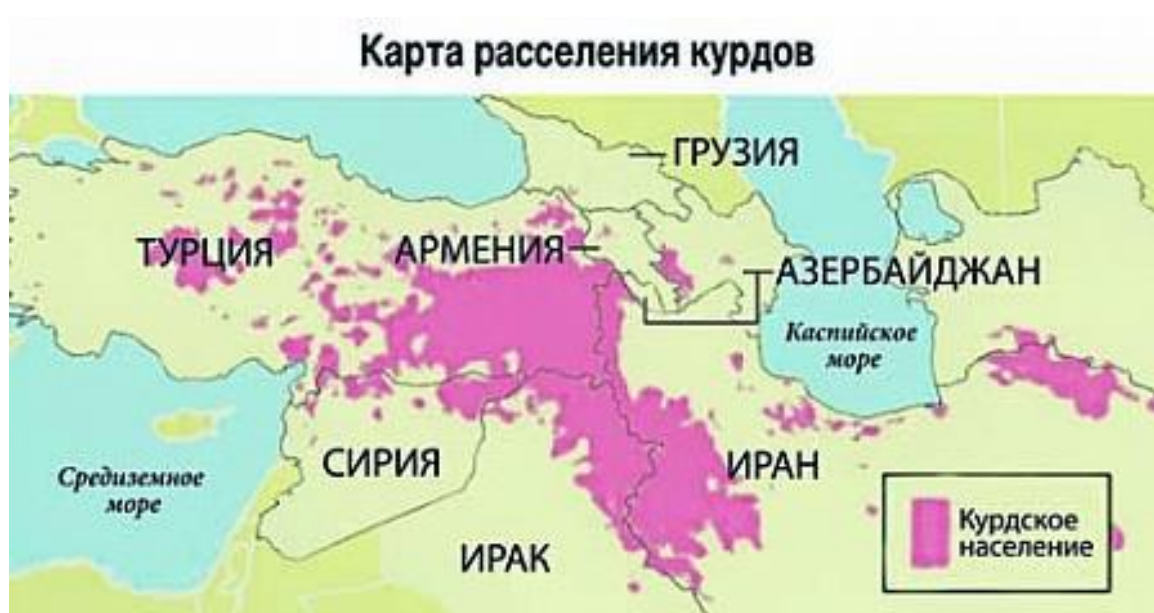 Карта расселения курдов
ГРУЗИЯ
ТУРЦИЯ
АРМЕНИЯ
АЗЕРБАЙДЖАН
Каспийское
море
СИРИЯ
ИРАН
Средиземное
море
ИРАК
Курдское
население